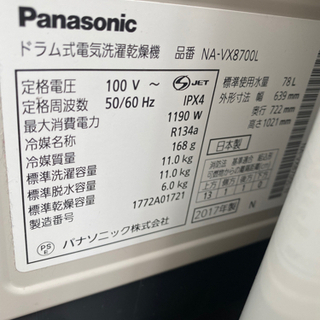 Panasonic
ドラム式電気洗濯乾燥機 品番 NA-VX8700L
定格電圧 100 V～ S-JET 標準使用水量 78 L
定格周波数 50/60 Hz IPX4 外形寸法 幅 639 mm
最大消費電力 1190 W 奥行 722 mm
冷媒名称 R134a 高さ 1021 mm
冷媒質量 168 g 日本製
標準洗濯容量 11.0 kg
標準脱水容量 11.0 kg
標準乾燥容量 6.0 kg
製造番号 1772A01721
2017年製 N
PS E パナソニック株式会社